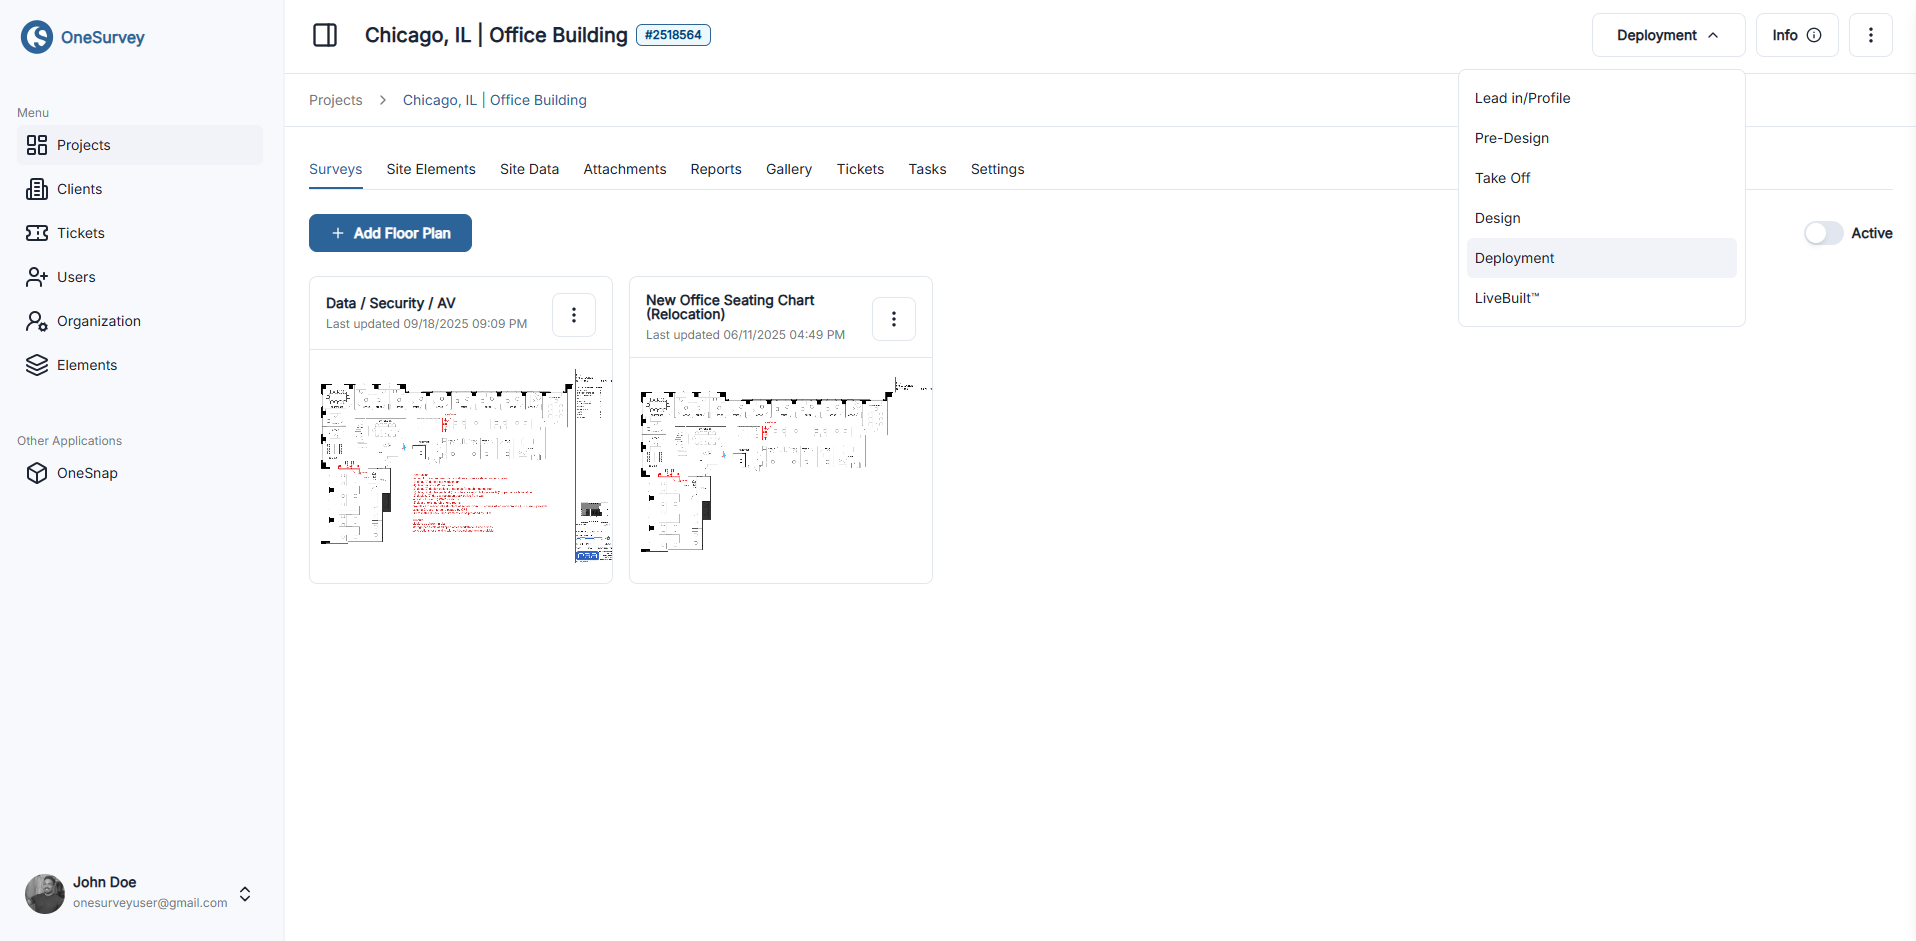 OneSurvey
Chicago, IL | Office Building
#2518564
Deployment
Info
Menu
Projects
Clients
Tickets
Users
Organization
Elements
Other Applications
OneSnap
John Doe
onesurveyuser@gmail.com
Projects
Chicago, IL | Office Building
Lead in/Profile
Pre-Design
Take Off
Design
Deployment
LiveBuilt™
Surveys
Site Elements
Site Data
Attachments
Reports
Gallery
Tickets
Tasks
Settings
+ Add Floor Plan
Active
Data / Security / AV
Last updated 09/18/2025 09:09 PM
New Office Seating Chart
(Relocation)
Last updated 06/11/2025 04:49 PM